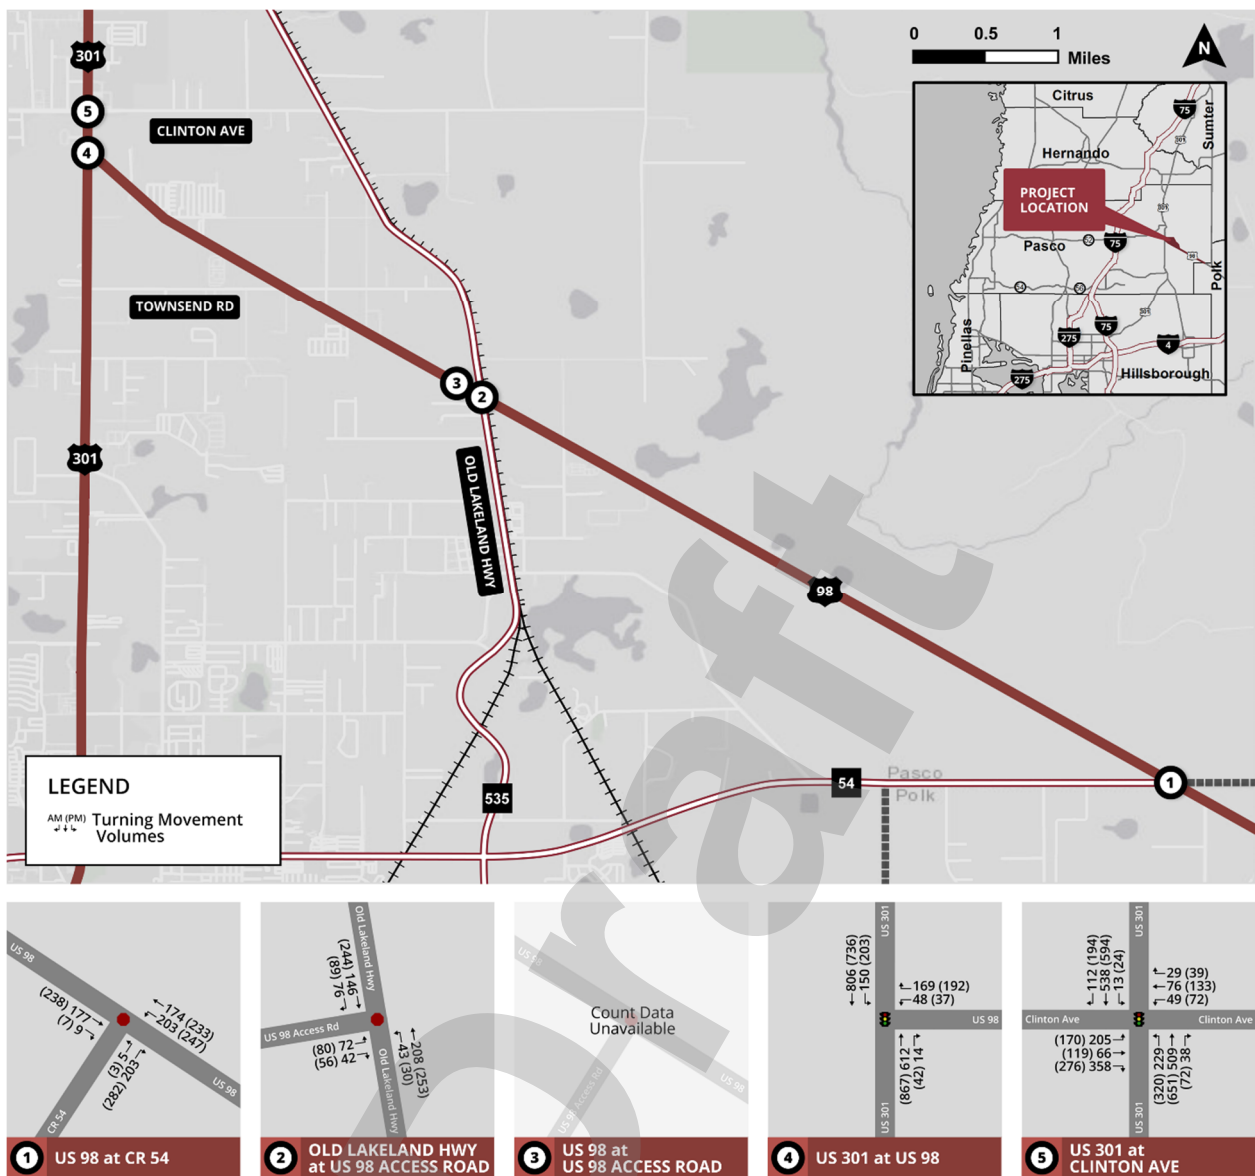 301
5
4
CLINTON AVE
TOWNSEND RD
301
3
2
OLD LAKELAND HWY
98
535
54
Pasco
Polk
1
0 0.5 1
Miles
N
Citrus
75
Sumter
301
Hernando
PROJECT
LOCATION
301
52
75
Pasco
98
Polk
54
56
301
Pinellas
275
75
4
275
Hillsborough
LEGEND
AM (PM)
Turning Movement
Volumes
Draft
US 98
(238) 177
(7) 9
174 (233)
203 (247)
(3) 5
(282) 203
US 98
CR 54
1 US 98 at CR 54
Old Lakeland Hwy
(244) 146
(89) 76
US 98 Access Rd
(80) 72
(56) 42
208 (253)
43 (30)
Old Lakeland Hwy
2 OLD LAKELAND HWY
at US 98 ACCESS ROAD
US 98
Count Data
Unavailable
US 98
US 98 Access Rd
3 US 98 at
US 98 ACCESS ROAD
US 301
806 (736)
150 (203)
169 (192)
48 (37)
US 98
(867) 612
(42) 14
US 301
4 US 301 at US 98
US 301
112 (194)
538 (594)
13 (24)
29 (39)
76 (133)
49 (72)
Clinton Ave
Clinton Ave
(170) 205
(119) 66
(276) 358
(320) 229
(651) 509
(72) 38
US 301
5 US 301 at
CLINTON AVE